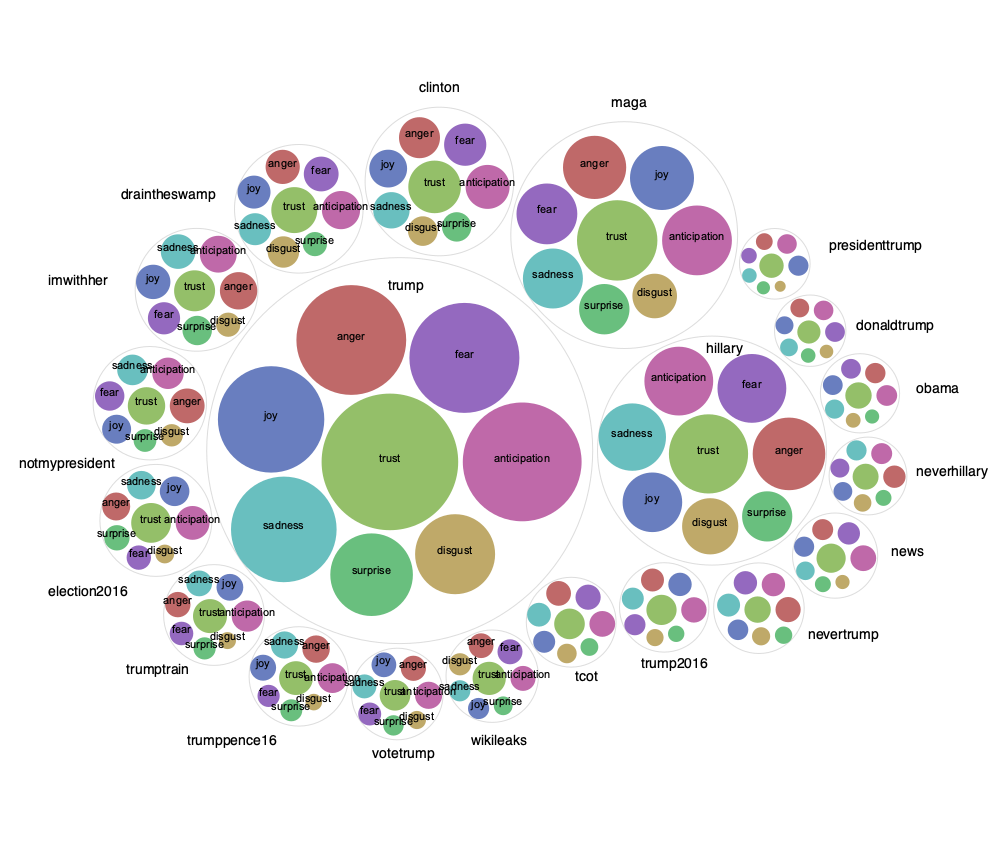 clinton
anger
fear
joy
trust
anticipation
sadness
disgust
surprise
maga
anger
joy
fear
trust
anticipation
sadness
disgust
surprise
draintheswamp
anger
fear
joy
trust
anticipation
sadness
surprise
disgust
imwithher
sadness
anticipation
joy
trust
anger
fear
surprise
disgust
trump
anger
fear
joy
trust
anticipation
sadness
disgust
surprise
presidenttrump
donaldtrump
hillary
anticipation
fear
sadness
trust
anger
joy
disgust
surprise
obama
notmypresident
sadness
anticipation
fear
trust
anger
joy
surprise
disgust
neverhillary
election2016
sadness
joy
anger
trust
anticipation
surprise
fear
disgust
news
trumptrain
sadness
joy
anger
trust
anticipation
fear
disgust
surprise
nevertrump
trumppence16
sadness
anger
joy
trust
anticipation
fear
disgust
surprise
votetrump
joy
anger
sadness
trust
anticipation
fear
disgust
surprise
wikileaks
anger
fear
disgust
trust
anticipation
sadness
joy
surprise
tcot
trump2016